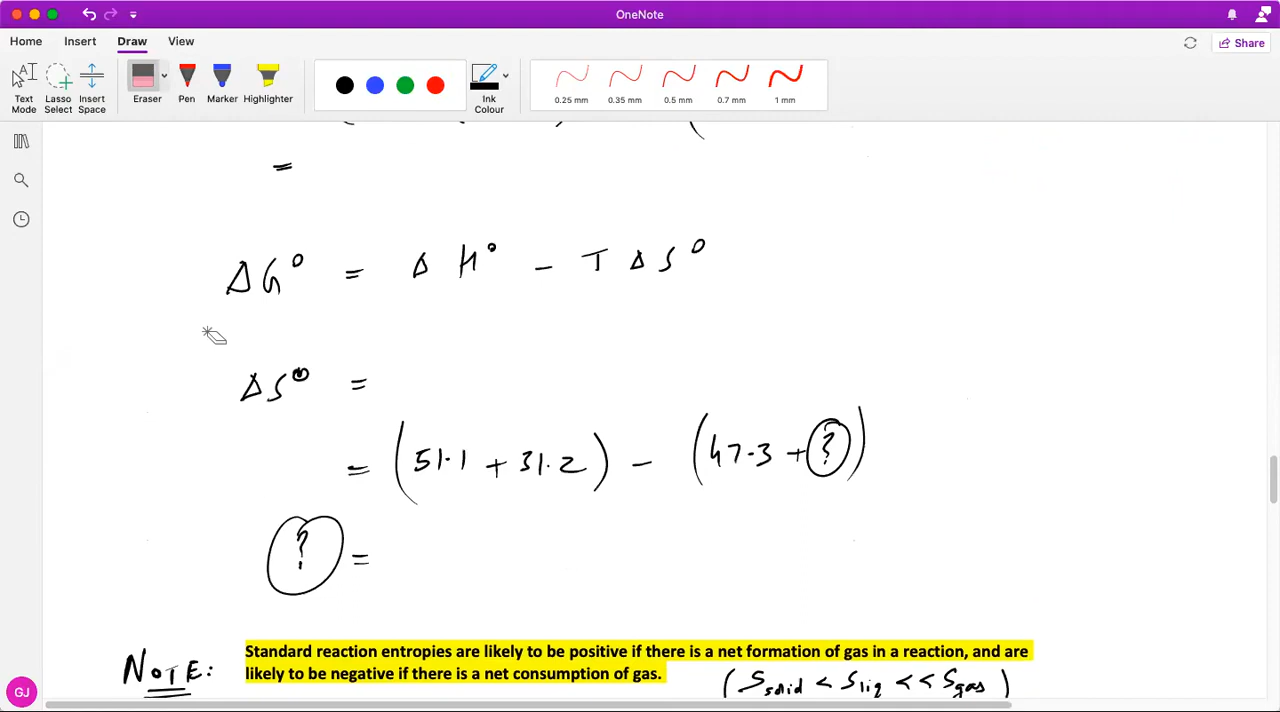 OneNote
Home Insert Draw View
Share
Text Mode
Lasso Select
Insert Space
Eraser
Pen
Marker
Highlighter
Ink Colour
0.25 mm
0.35 mm
0.5 mm
0.7 mm
1 mm
=
ΔG° = ΔH° - TΔS°
ΔS° =
= (51.1 + 31.2) - (47.3 + ?)
? =
NOTE: Standard reaction entropies are likely to be positive if there is a net formation of gas in a reaction, and are
likely to be negative if there is a net consumption of gas.
(Ssolid < Sliq << Sgas)
GJ